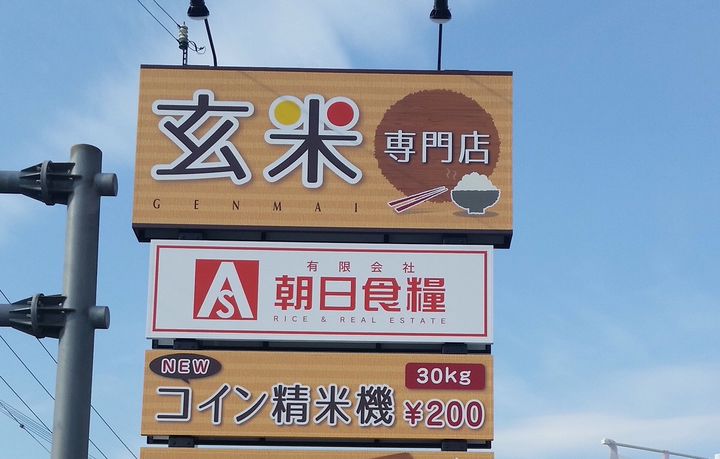 玄米
専門店
GENMAI
有限会社
AS
朝日食糧
RICE & REAL ESTATE
NEW
コイン精米機
30kg
¥200